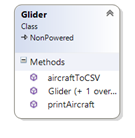 Glider
Class
NonPowered
Methods
aircraftToCSV
Glider (+ 1 over...
printAircraft